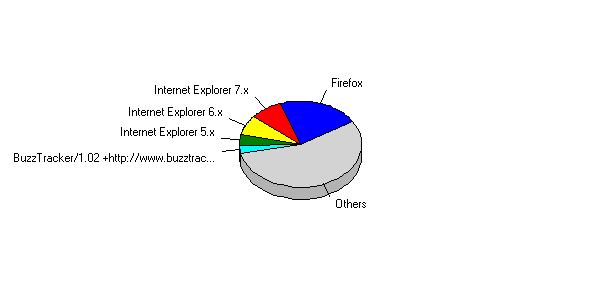 Firefox
Internet Explorer 7.x
Internet Explorer 6.x
Internet Explorer 5.x
BuzzTracker/1.02 +http://www.buzztrac...
Others